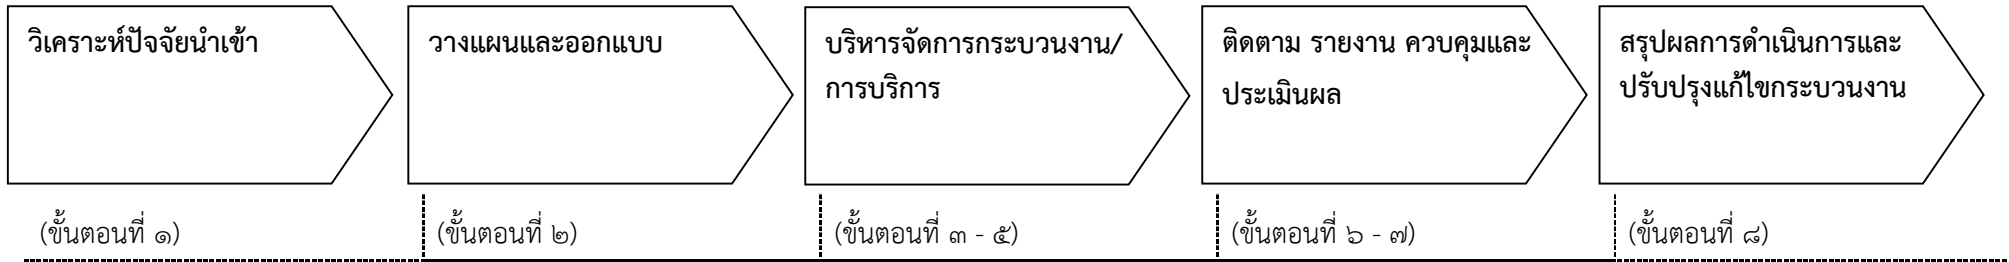 วิเคราะห์ปัจจัยนำเข้า
วางแผนและออกแบบ
บริหารจัดการกระบวนงาน/
การบริการ
ติดตาม รายงาน ควบคุมและ
ประเมินผล
สรุปผลการดำเนินการและ
ปรับปรุงแก้ไขกระบวนงาน
(ขั้นตอนที่ ๑)
(ขั้นตอนที่ ๒)
(ขั้นตอนที่ ๓ - ๕)
(ขั้นตอนที่ ๖ - ๗)
(ขั้นตอนที่ ๘)